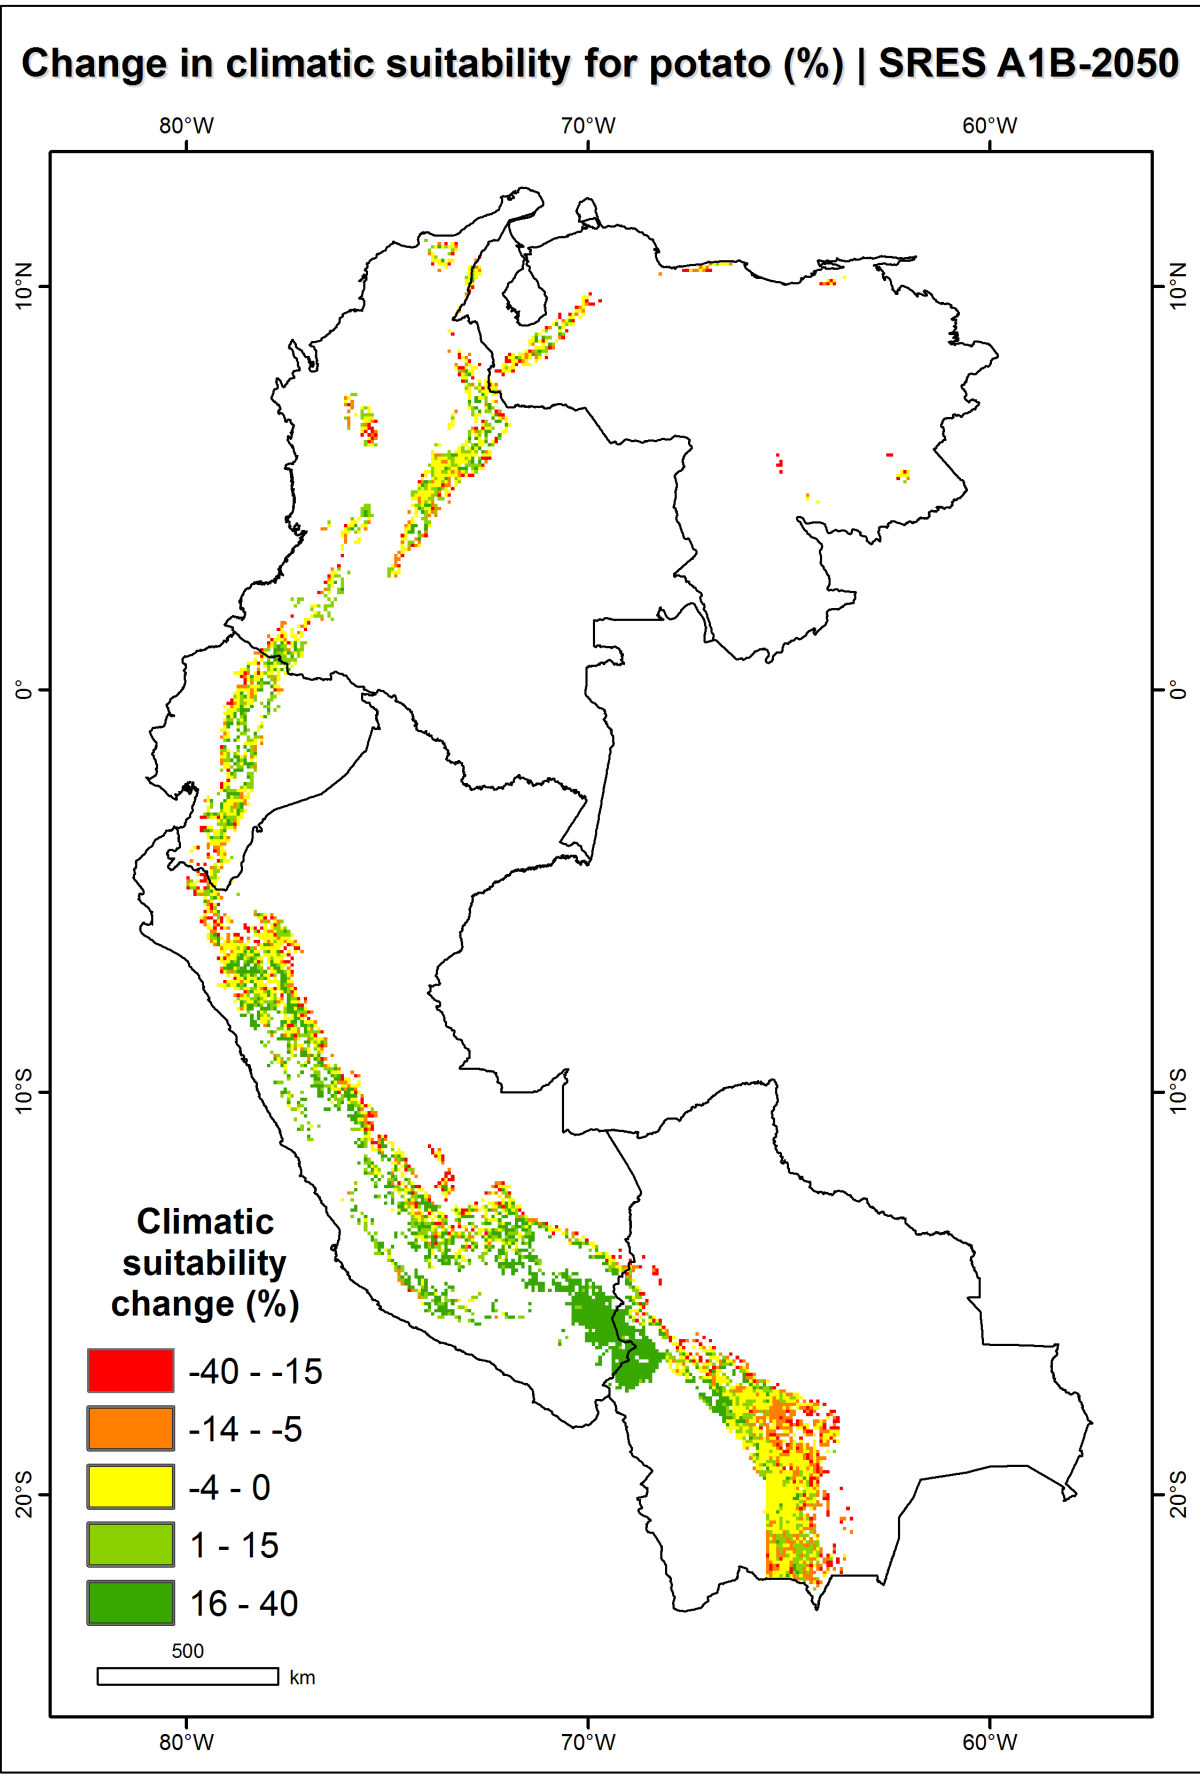 Change in climatic suitability for potato (%) | SRES A1B-2050
80°W
70°W
60°W
10°N
10°N
0°
0°
10°S
10°S
20°S
20°S
Climatic
suitability
change (%)
-40 - -15
-14 - -5
-4 - 0
1 - 15
16 - 40
500
km
80°W
70°W
60°W